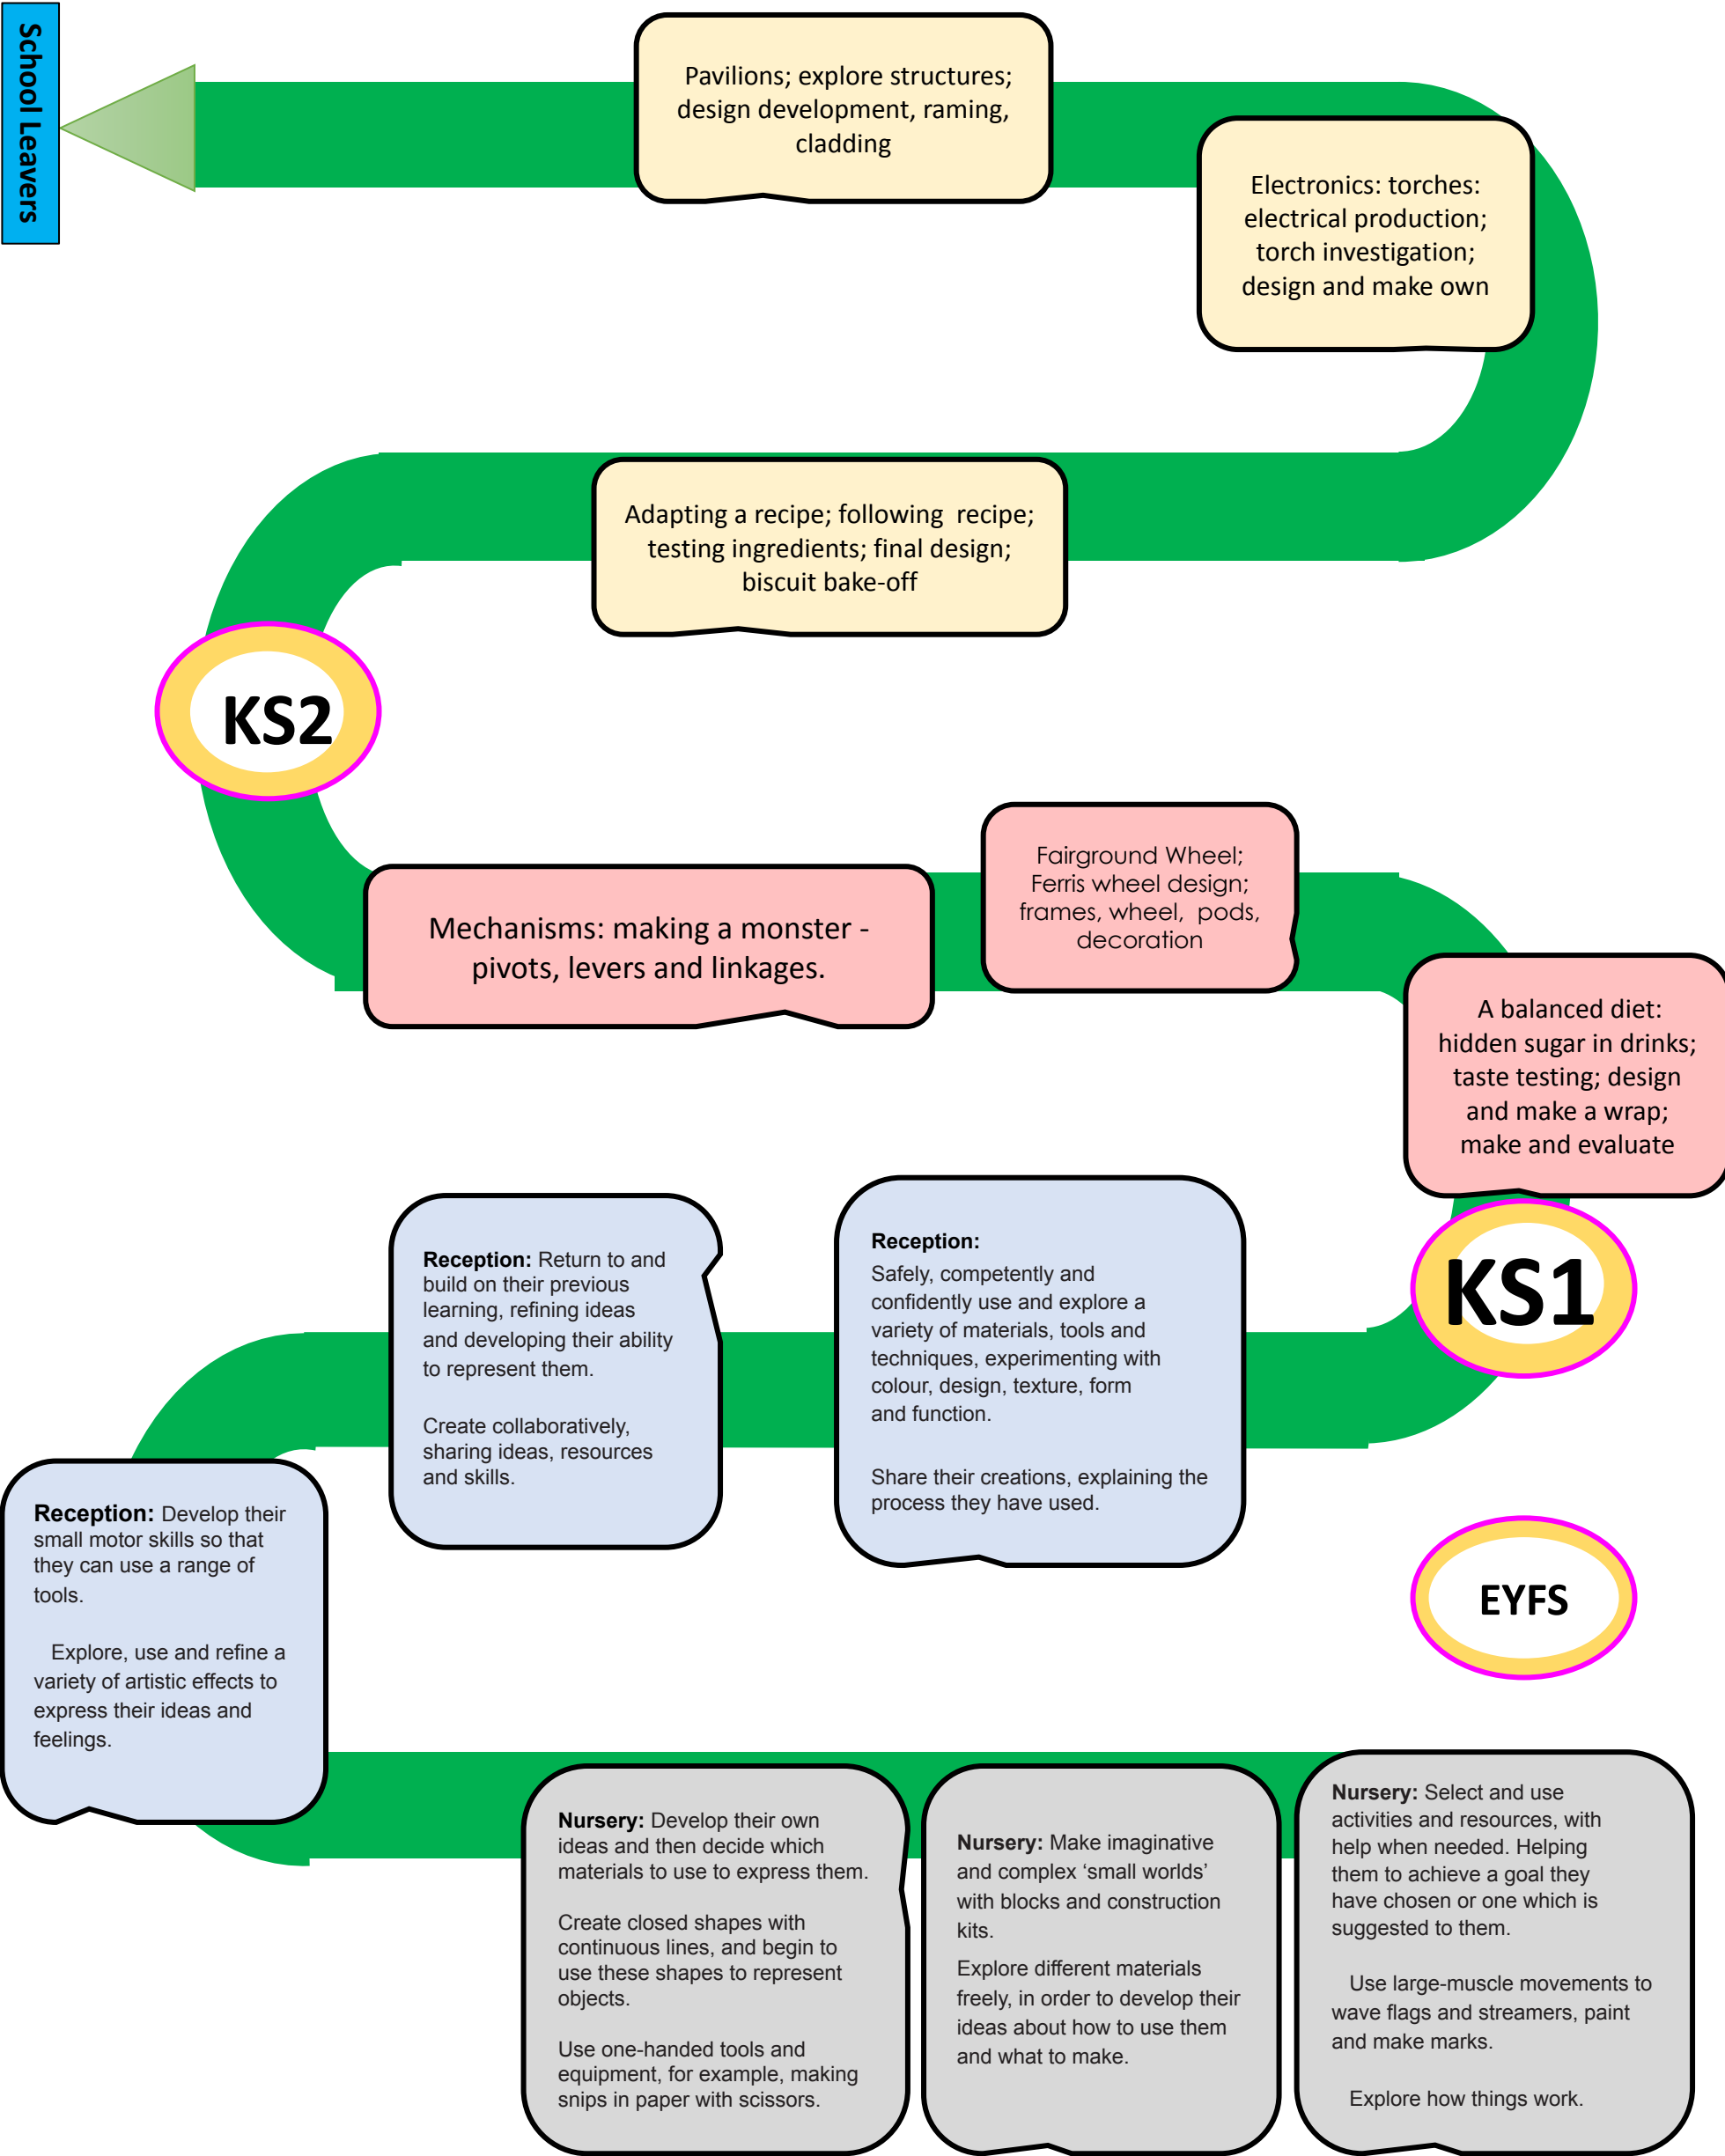 School Leavers
Pavilions; explore structures;
design development, raming,
cladding
Electronics: torches:
electrical production;
torch investigation;
design and make own
Adapting a recipe; following  recipe;
testing ingredients; final design;
biscuit bake-off
KS2
Mechanisms: making a monster -
pivots, levers and linkages.
Fairground Wheel;
Ferris wheel design;
frames, wheel,  pods,
decoration
A balanced diet:
hidden sugar in drinks;
taste testing; design
and make a wrap;
make and evaluate
KS1
Reception: Return to and
build on their previous
learning, refining ideas
and developing their ability
to represent them.
Create collaboratively,
sharing ideas, resources
and skills.
Reception:
Safely, competently and
confidently use and explore a
variety of materials, tools and
techniques, experimenting with
colour, design, texture, form
and function.
Share their creations, explaining the
process they have used.
Reception: Develop their
small motor skills so that
they can use a range of
tools.
Explore, use and refine a
variety of artistic effects to
express their ideas and
feelings.
EYFS
Nursery: Develop their own
ideas and then decide which
materials to use to express them.
Create closed shapes with
continuous lines, and begin to
use these shapes to represent
objects.
Use one-handed tools and
equipment, for example, making
snips in paper with scissors.
Nursery: Make imaginative
and complex ‘small worlds’
with blocks and construction
kits.
Explore different materials
freely, in order to develop their
ideas about how to use them
and what to make.
Nursery: Select and use
activities and resources, with
help when needed. Helping
them to achieve a goal they
have chosen or one which is
suggested to them.
Use large-muscle movements to
wave flags and streamers, paint
and make marks.
Explore how things work.